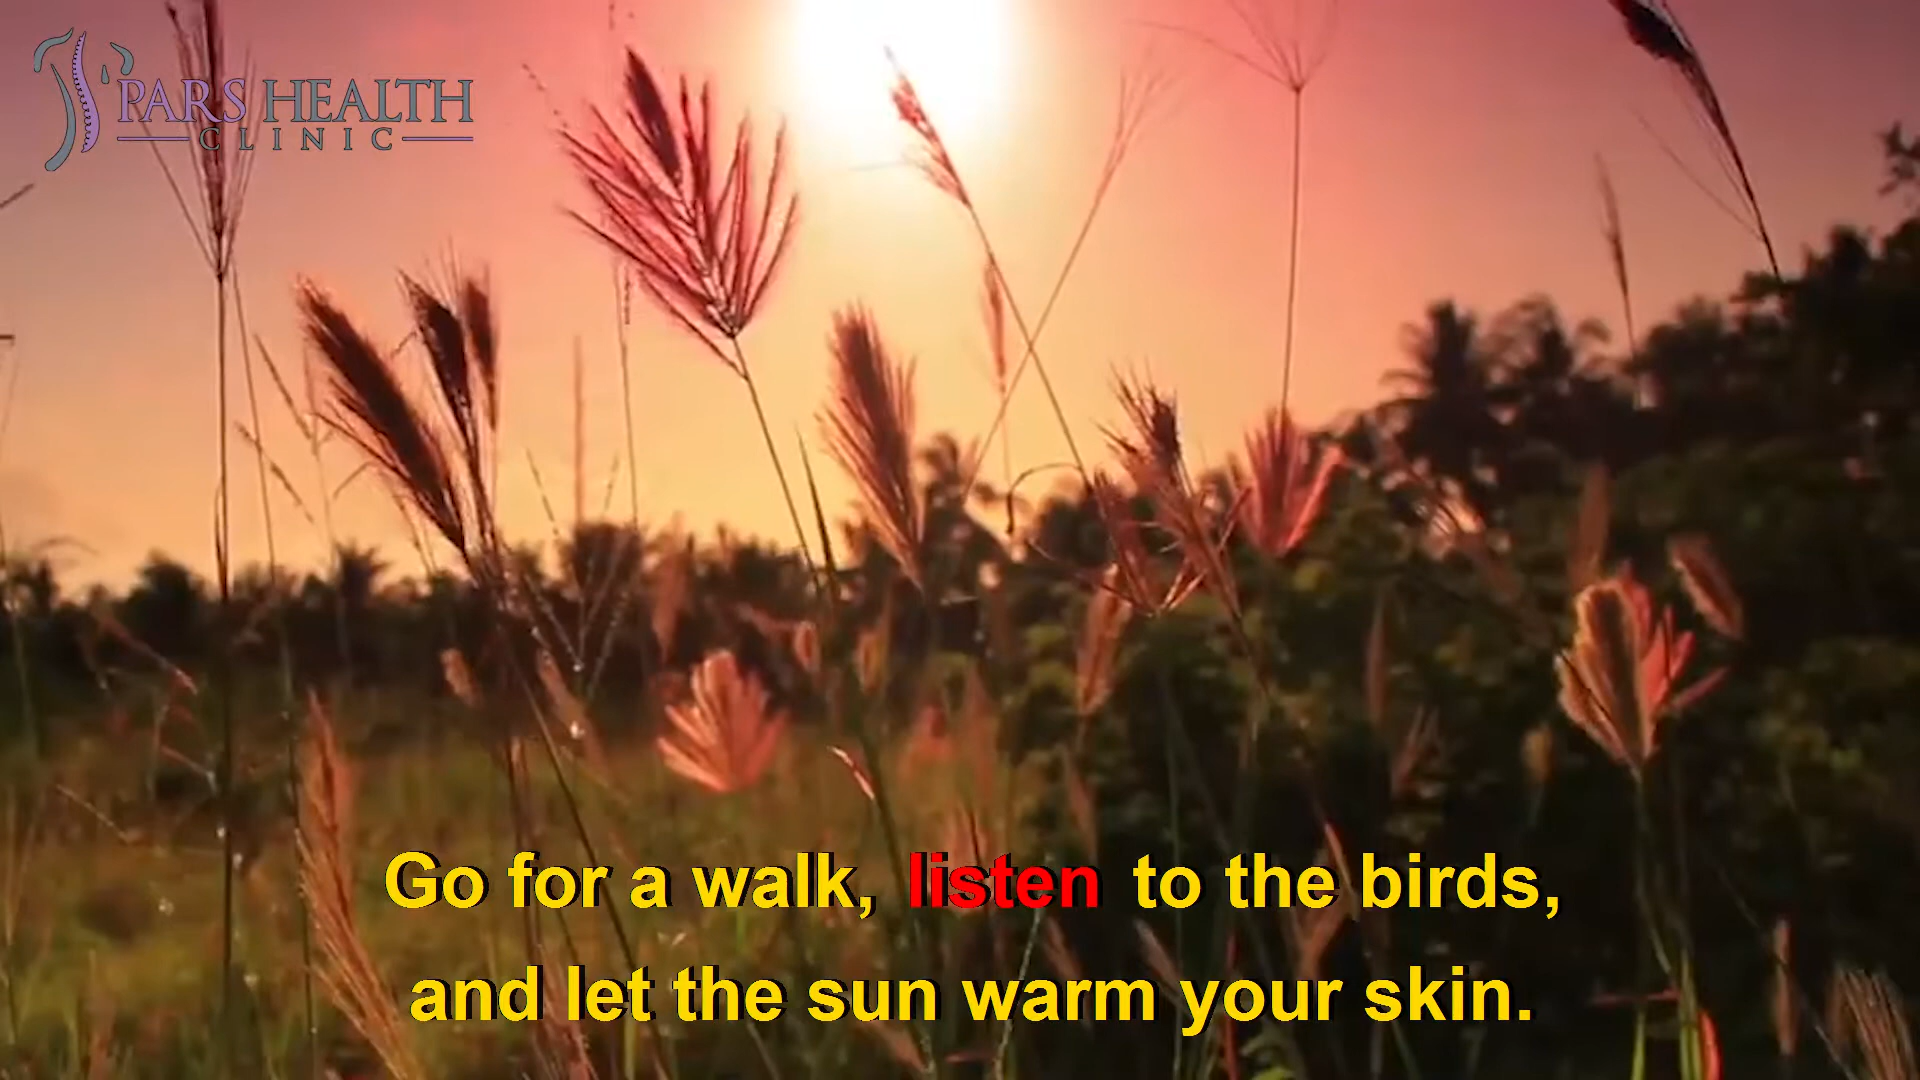 PARS HEALTH
CLINIC
Go for a walk, listen to the birds,
and let the sun warm your skin.